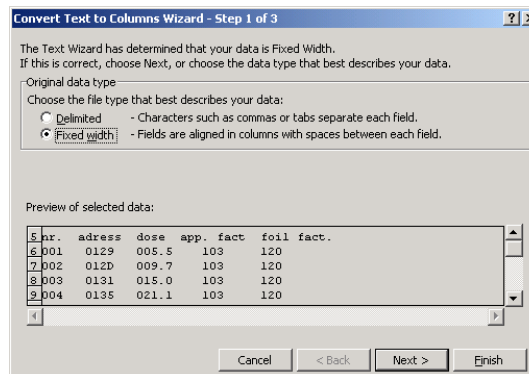 Convert Text to Columns Wizard - Step 1 of 3
The Text Wizard has determined that your data is Fixed Width.
If this is correct, choose Next, or choose the data type that best describes your data.
Original data type
Choose the file type that best describes your data:
Delimited - Characters such as commas or tabs separate each field.
Fixed width - Fields are aligned in columns with spaces between each field.
Preview of selected data:
5 nr. adress dose app. fact foil fact.
6 001 0129 005.5 103 120
7 002 012D 009.7 103 120
8 003 0131 015.0 103 120
9 004 0135 021.1 103 120
Cancel < Back Next > Finish